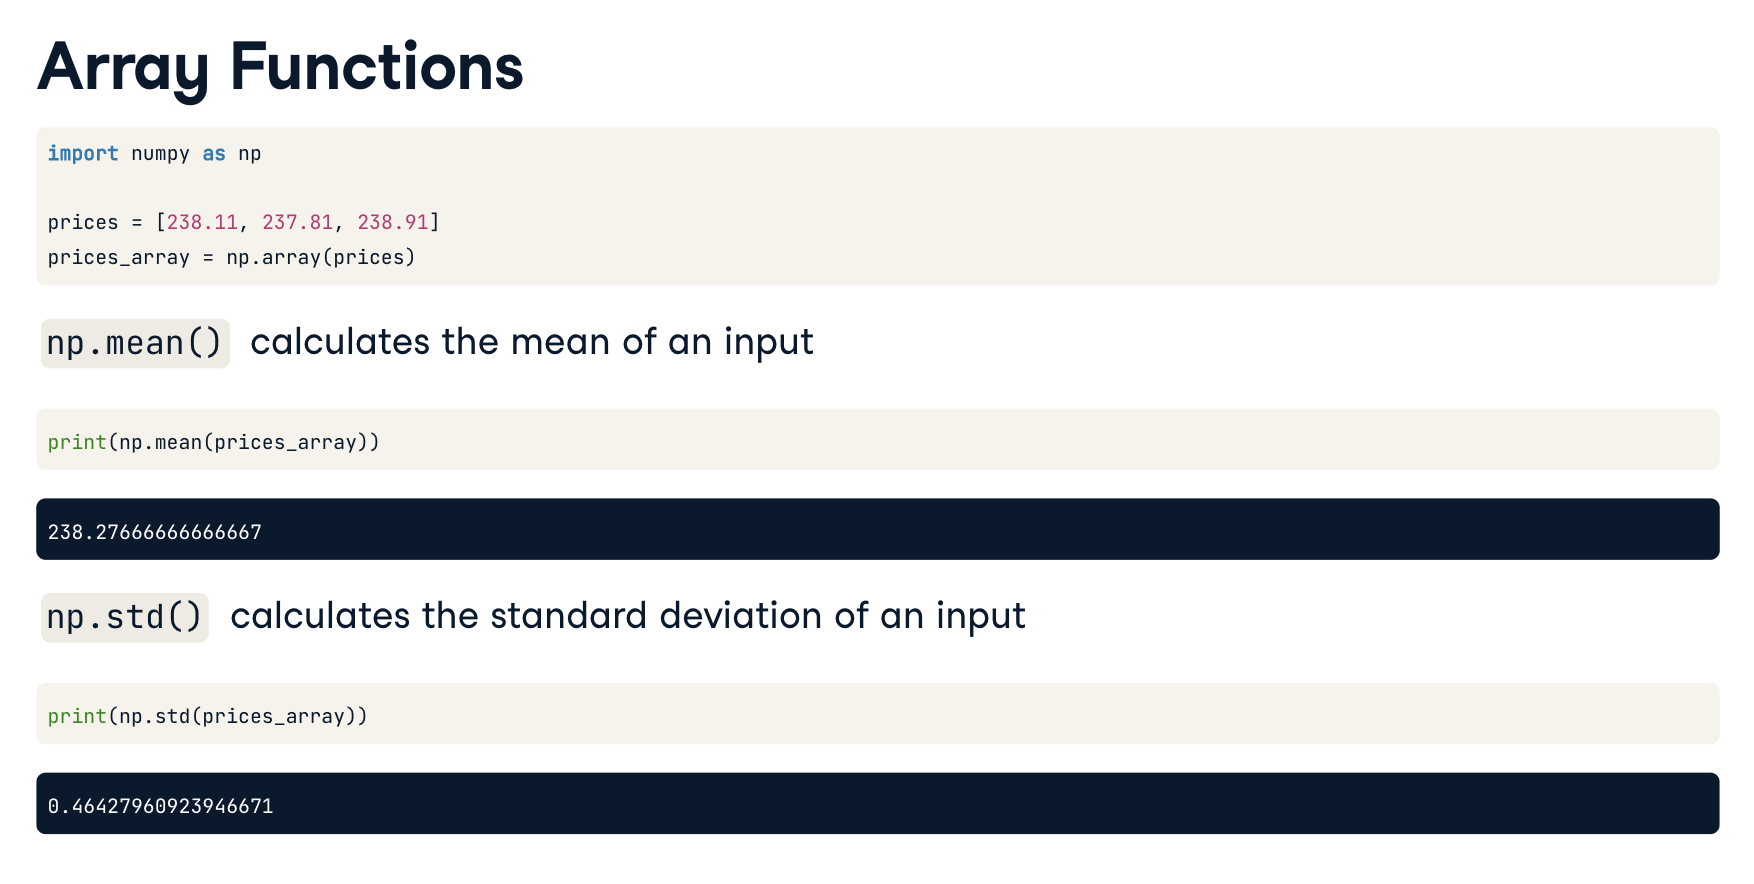 Array Functions
import numpy as np
prices = [238.11, 237.81, 238.91]
prices_array = np.array(prices)
np.mean() calculates the mean of an input
print(np.mean(prices_array))
238.27666666666667
np.std() calculates the standard deviation of an input
print(np.std(prices_array))
0.46427960923946671